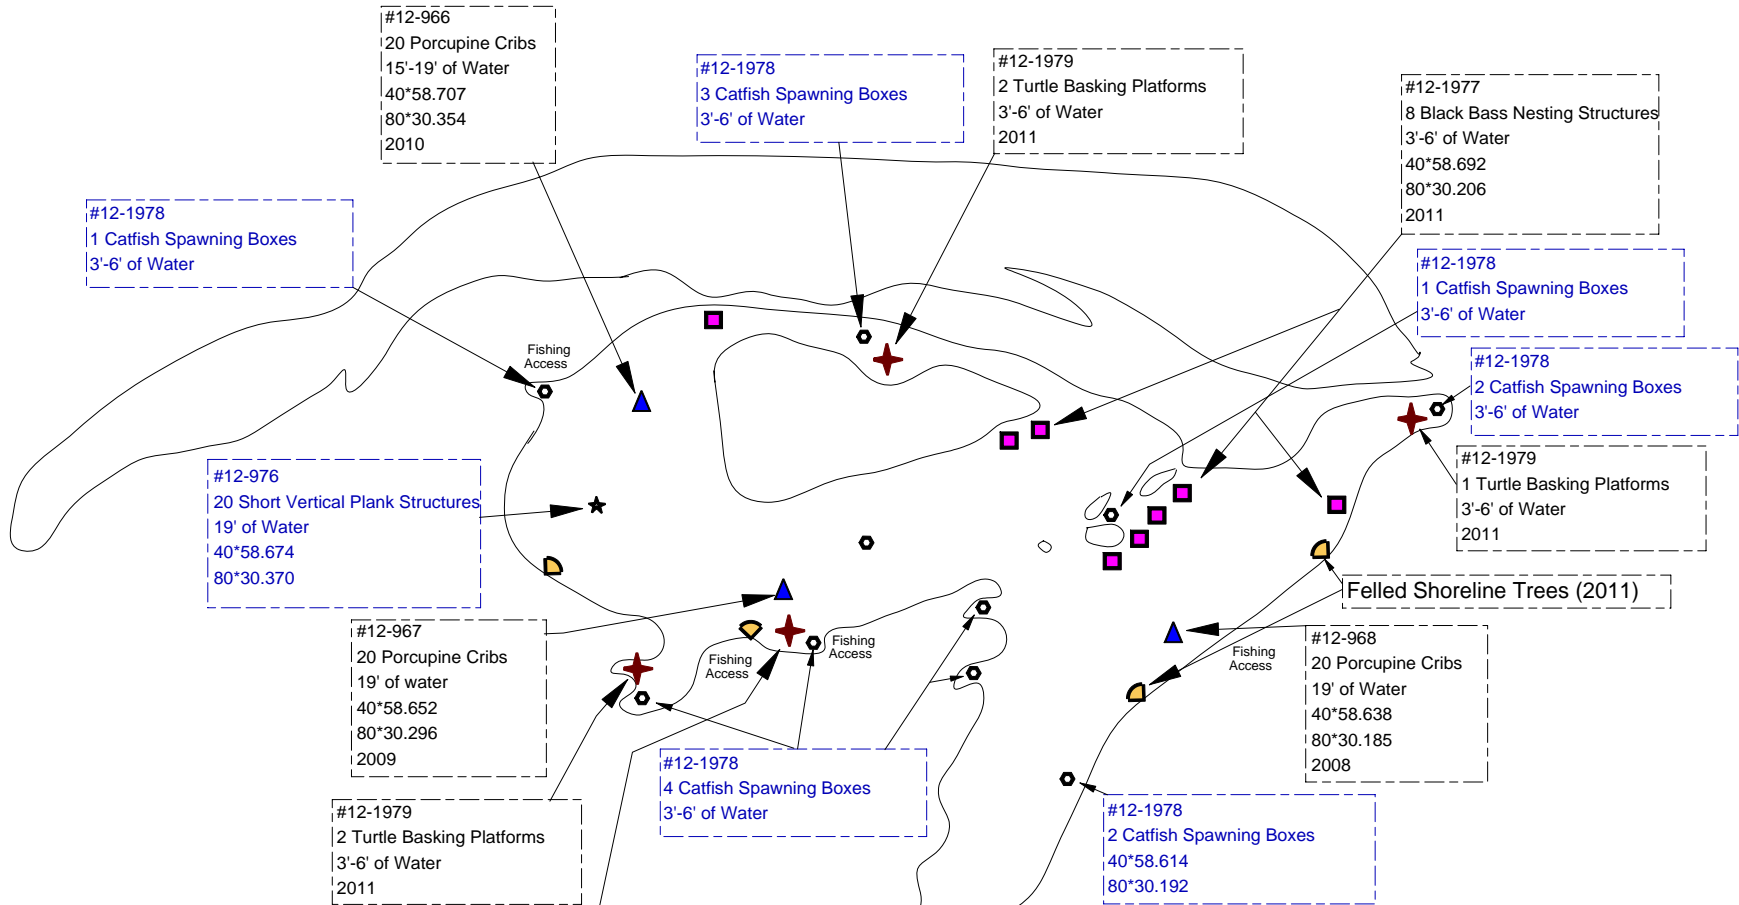 #12-966
20 Porcupine Cribs
15'-19' of Water
40*58.707
80*30.354
2010
#12-1978
3 Catfish Spawning Boxes
3'-6' of Water
#12-1979
2 Turtle Basking Platforms
3'-6' of Water
2011
#12-1977
8 Black Bass Nesting Structures
3'-6' of Water
40*58.692
80*30.206
2011
#12-1978
1 Catfish Spawning Boxes
3'-6' of Water
#12-1978
1 Catfish Spawning Boxes
3'-6' of Water
Fishing
Access
#12-1978
2 Catfish Spawning Boxes
3'-6' of Water
#12-976
20 Short Vertical Plank Structures
19' of Water
40*58.674
80*30.370
#12-1979
1 Turtle Basking Platforms
3'-6' of Water
2011
Felled Shoreline Trees (2011)
#12-967
20 Porcupine Cribs
19' of water
40*58.652
80*30.296
2009
Fishing
Access
Fishing
Access
Fishing
Access
#12-968
20 Porcupine Cribs
19' of Water
40*58.638
80*30.185
2008
#12-1978
4 Catfish Spawning Boxes
3'-6' of Water
#12-1979
2 Turtle Basking Platforms
3'-6' of Water
2011
#12-1978
2 Catfish Spawning Boxes
40*58.614
80*30.192